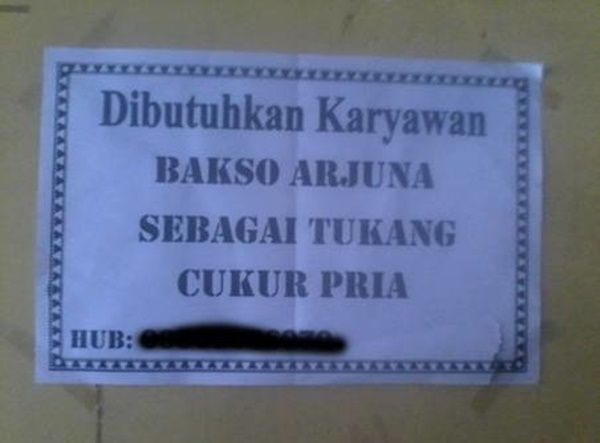 Dibutuhkan Karyawan
BAKSO ARJUNA
SEBAGAI TUKANG
CUKUR PRIA
HUB: